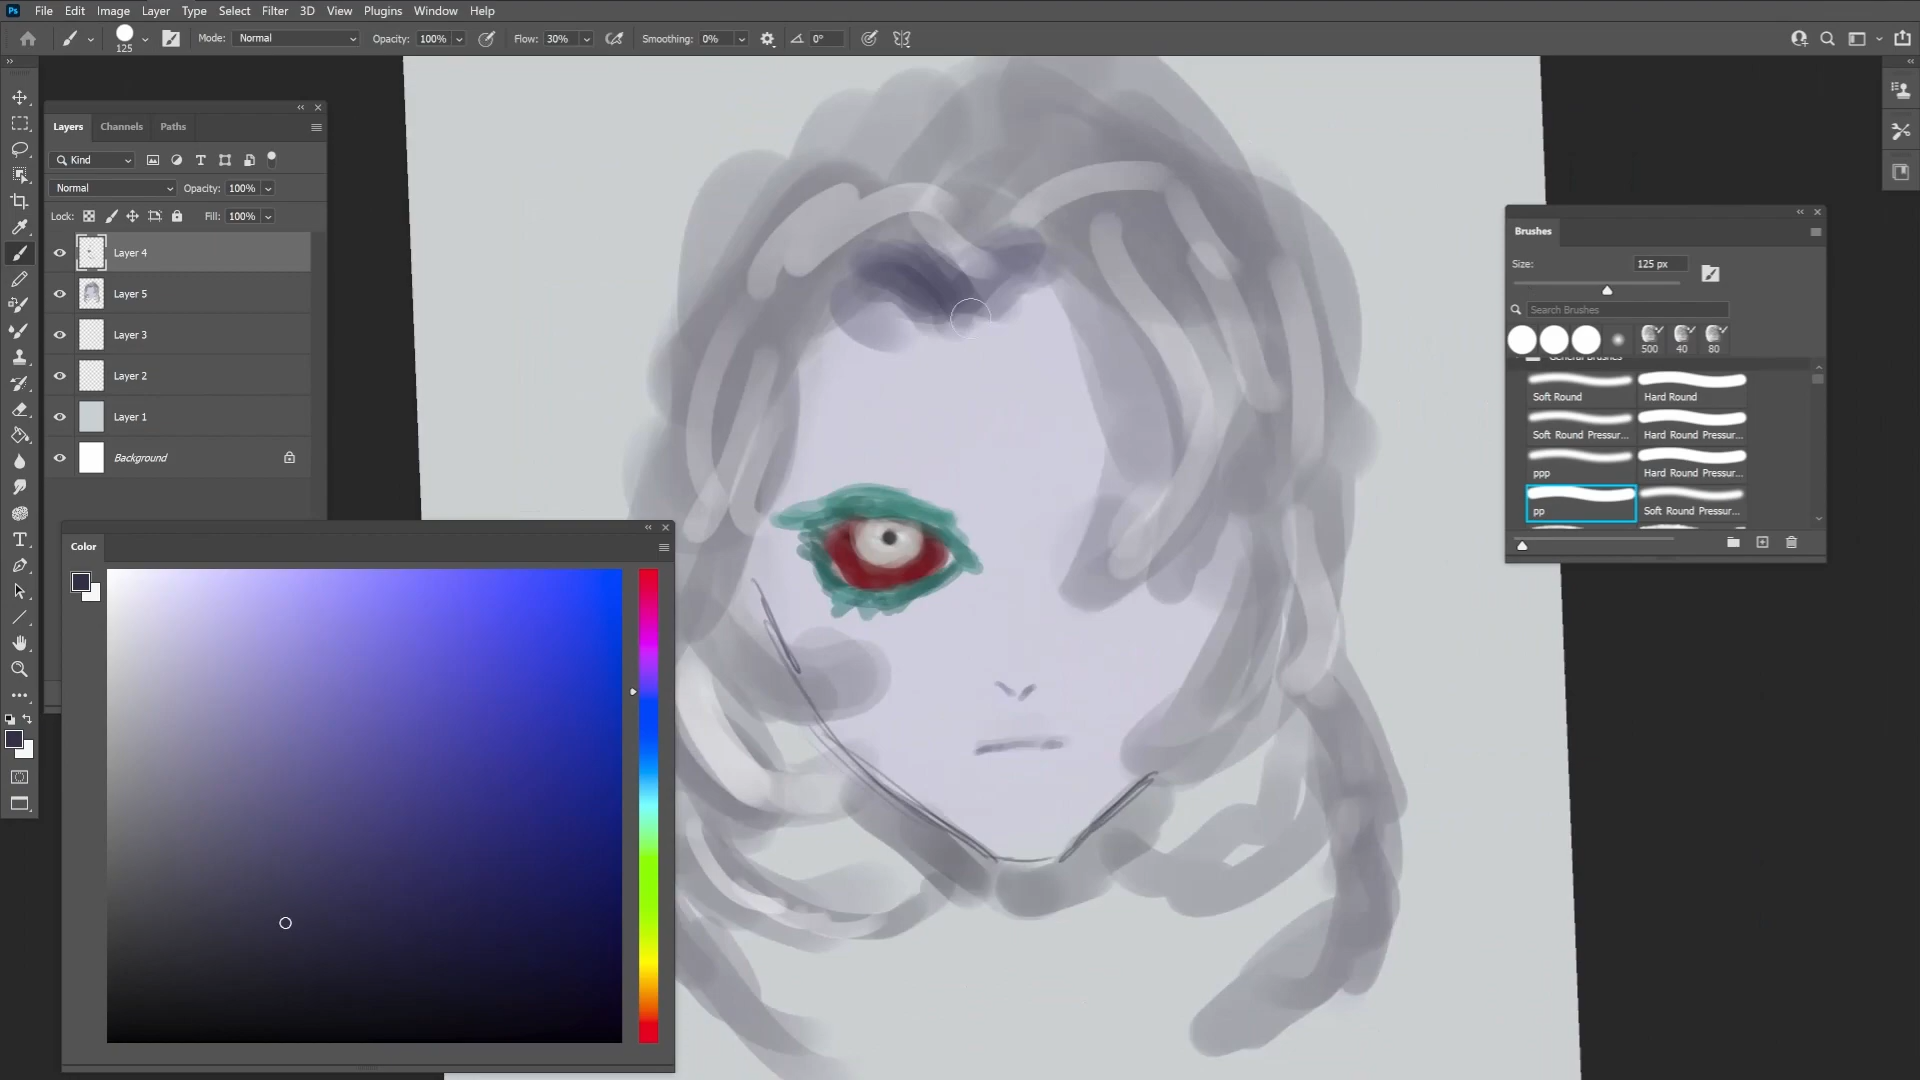 Ps File Edit Image Layer Type Select Filter 3D View Plugins Window Help
125 Mode: Normal Opacity: 100% Flow: 30% Smoothing: 0% 0°
Layers Channels Paths
Kind
Normal Opacity: 100%
Lock: Fill: 100%
Layer 4
Layer 5
Layer 3
Layer 2
Layer 1
Background
Color
Brushes
Size: 125 px
Search Brushes
500 40 80
General Brushes
Soft Round Hard Round
Soft Round Pressur... Hard Round Pressur...
ppp Hard Round Pressur...
pp Soft Round Pressur...